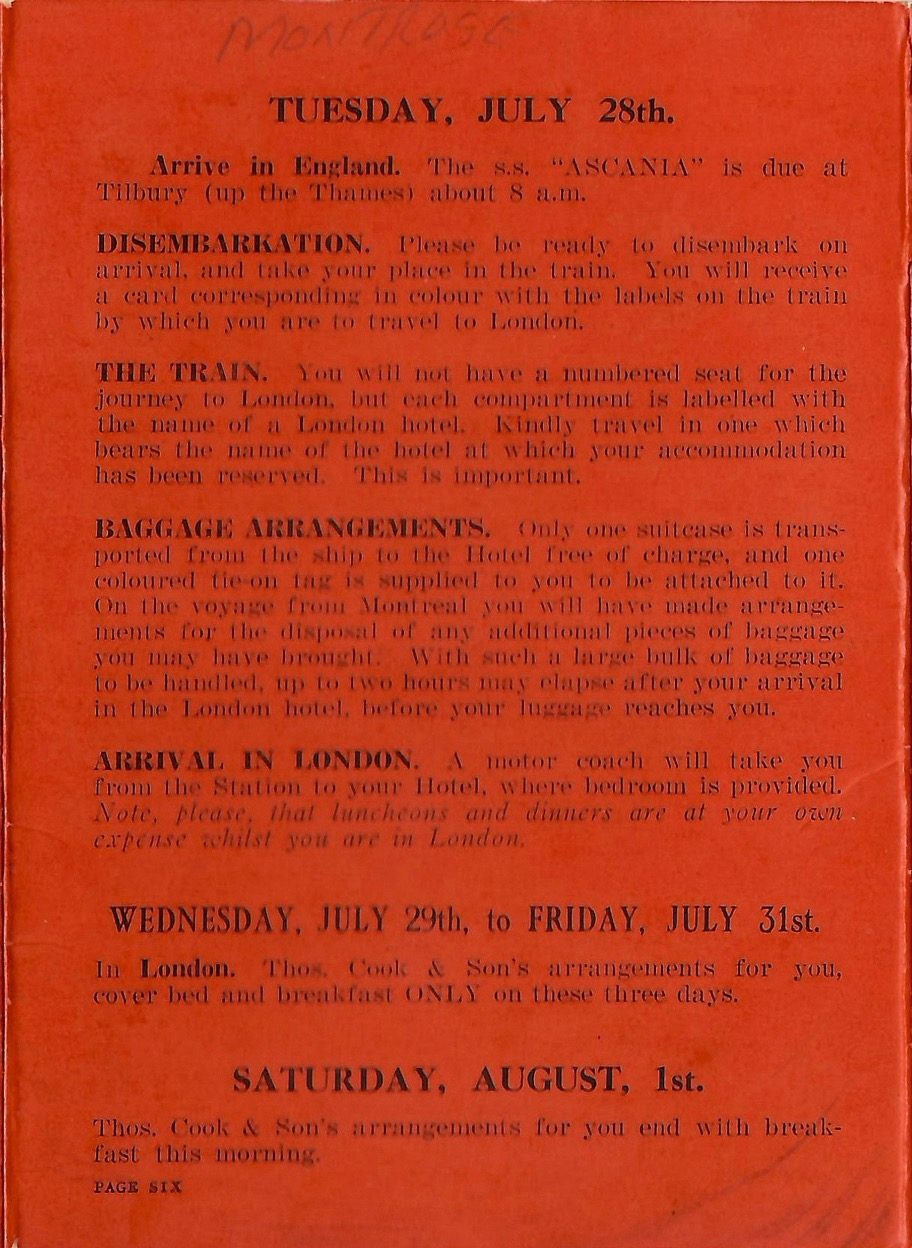 MONTROSE
TUESDAY, JULY 28th.
Arrive in England. The s.s. "ASCANIA" is due at
Tilbury (up the Thames) about 8 a.m.
DISEMBARKATION. Please be ready to disembark on
arrival, and take your place in the train. You will receive
a card corresponding in colour with the labels on the train
by which you are to travel to London.
THE TRAIN. You will not have a numbered seat for the
journey to London, but each compartment is labelled with
the name of a London hotel. Kindly travel in one which
bears the name of the hotel at which your accommodation
has been reserved. This is important.
BAGGAGE ARRANGEMENTS. Only one suitcase is trans-
ported from the ship to the Hotel free of charge, and one
coloured tie-on tag is supplied to you to be attached to it.
On the voyage from Montreal you will have made arrange-
ments for the disposal of any additional pieces of baggage
you may have brought. With such a large bulk of baggage
to be handled, up to two hours may elapse after your arrival
in the London hotel, before your luggage reaches you.
ARRIVAL IN LONDON. A motor coach will take you
from the Station to your Hotel, where bedroom is provided.
Note, please, that luncheons and dinners are at your own
expense whilst you are in London.
WEDNESDAY, JULY 29th, to FRIDAY, JULY 31st.
In London. Thos. Cook & Son's arrangements for you,
cover bed and breakfast ONLY on these three days.
SATURDAY, AUGUST, 1st.
Thos. Cook & Son's arrangements for you end with break-
fast this morning.
PAGE SIX